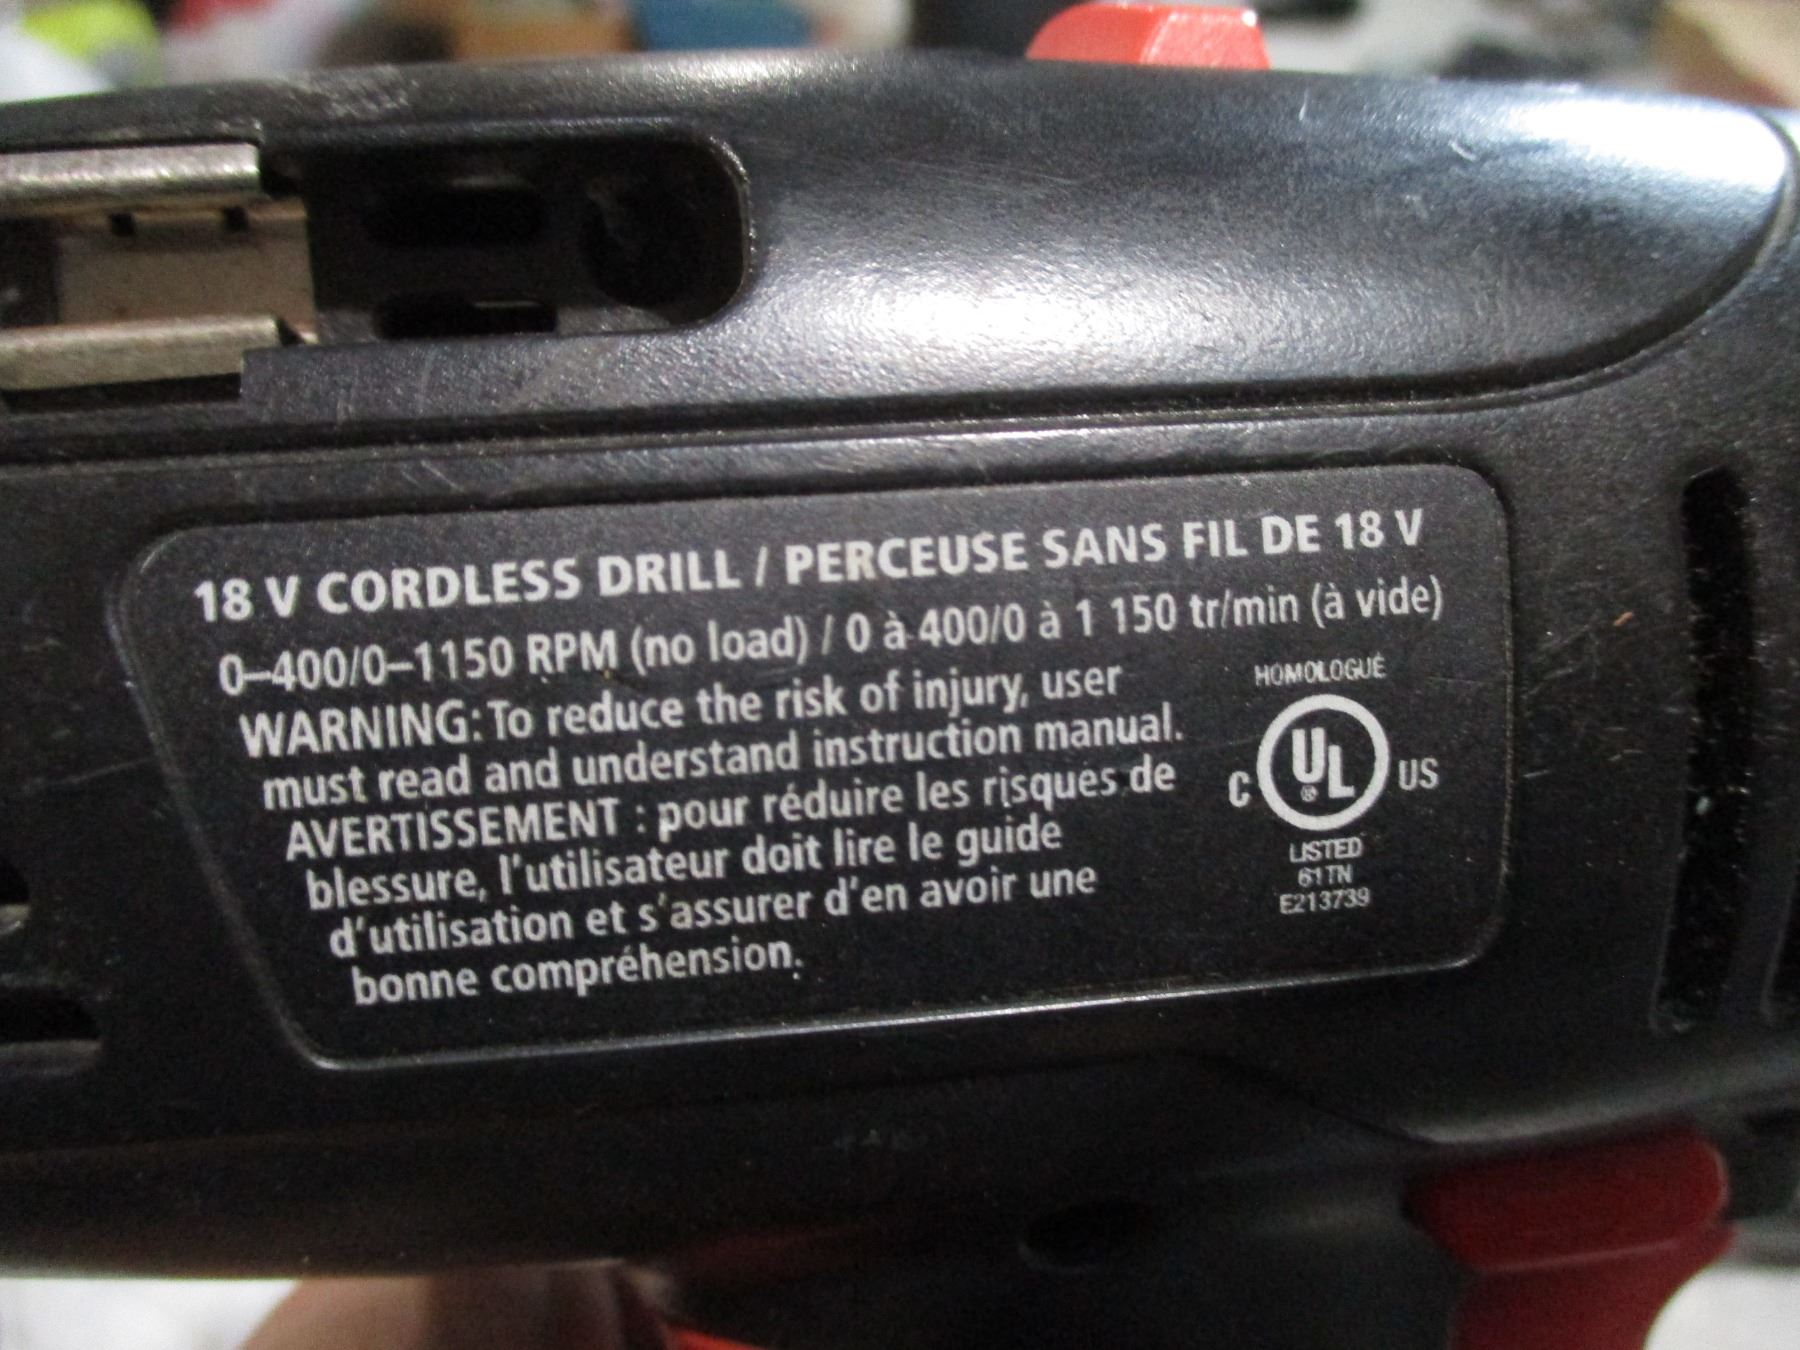 18 V CORDLESS DRILL / PERCEUSE SANS FIL DE 18 V
0–400/0–1150 RPM (no load) / 0 à 400/0 à 1 150 tr/min (à vide)
WARNING: To reduce the risk of injury, user
must read and understand instruction manual.
AVERTISSEMENT : pour réduire les risques de
blessure, l'utilisateur doit lire le guide
d'utilisation et s'assurer d'en avoir une
bonne compréhension.
HOMOLOGUÉ
C UL ® US
LISTED
61TN
E213739